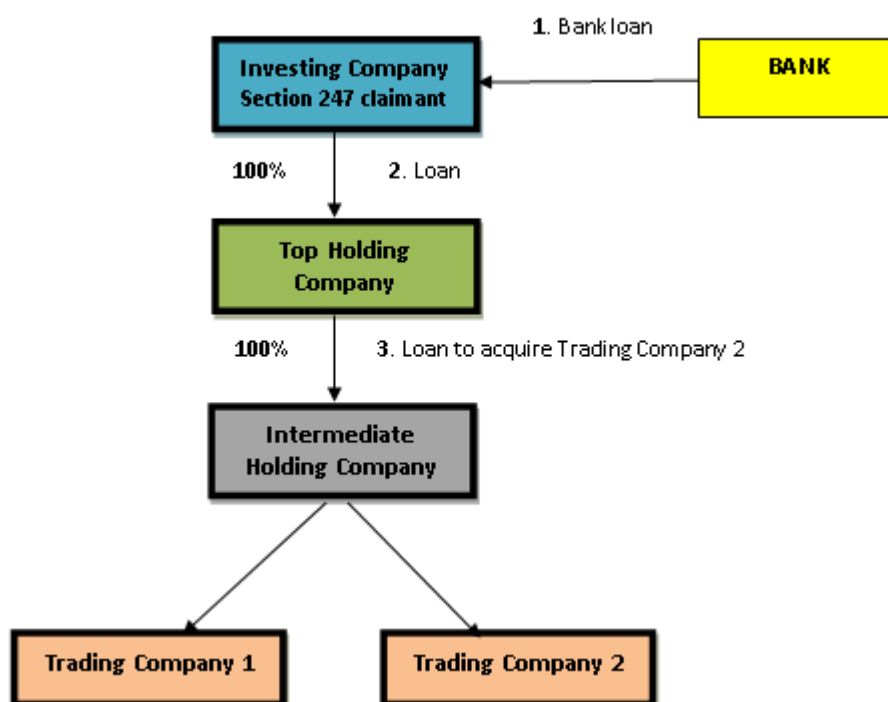 1. Bank loan
Investing Company
Section 247 claimant
BANK
100%
2. Loan
Top Holding
Company
100%
3. Loan to acquire Trading Company 2
Intermediate
Holding Company
Trading Company 1
Trading Company 2